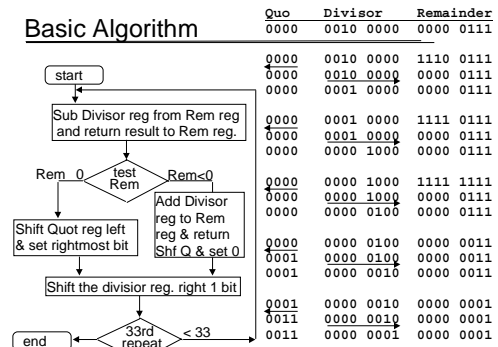 Basic Algorithm
start
Sub Divisor reg from Rem reg
and return result to Rem reg.
Rem 0
test
Rem
Rem<0
Shift Quot reg left
& set rightmost bit
Add Divisor
reg to Rem
reg & return
Shf Q & set 0
Shift the divisior reg. right 1 bit
end
33rd
repeat
< 33
Quo Divisor Remainder
0000 0010 0000 0000 0111
0000 0010 0000 1110 0111
0000 0010 0000 0000 0111
0000 0001 0000 0000 0111
0000 0001 0000 1111 0111
0000 0001 0000 0000 0111
0000 0000 1000 0000 0111
0000 0000 1000 1111 1111
0000 0000 1000 0000 0111
0000 0000 0100 0000 0111
0000 0000 0100 0000 0011
0001 0000 0100 0000 0011
0001 0000 0010 0000 0011
0001 0000 0010 0000 0001
0011 0000 0010 0000 0001
0011 0000 0001 0000 0001